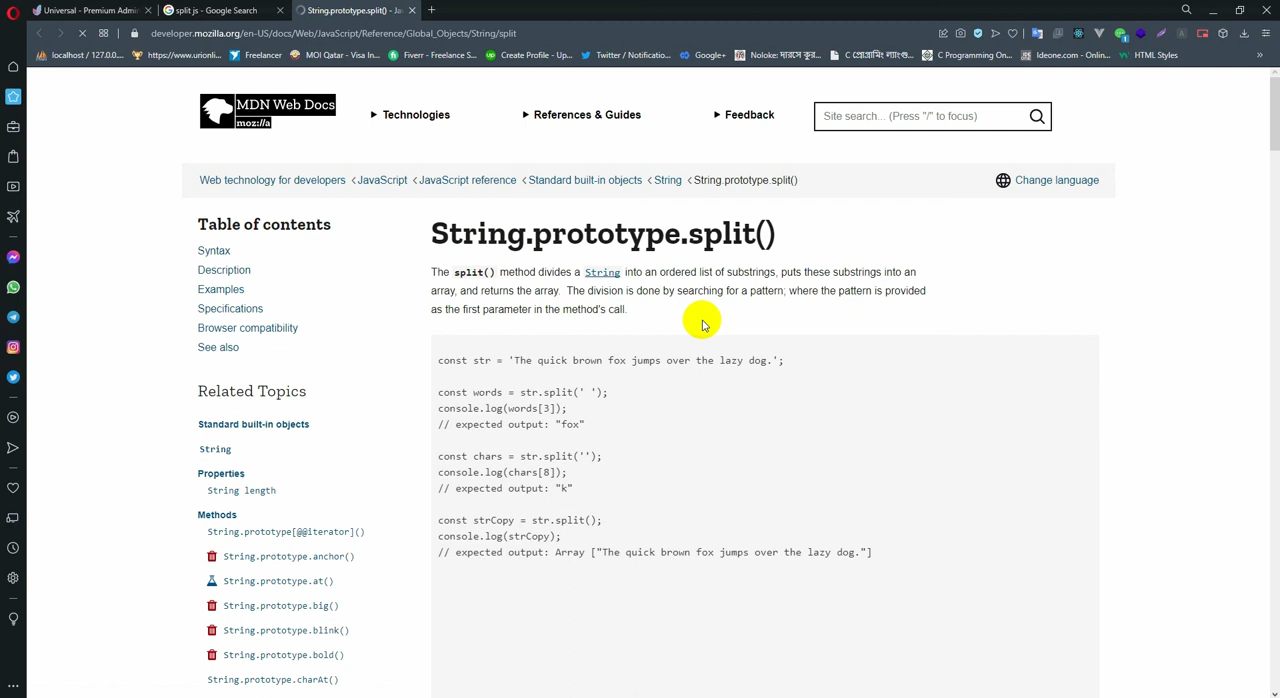 Universal - Premium Admin
split js - Google Search
String.prototype.split() - Ja
developer.mozilla.org/en-US/docs/Web/JavaScript/Reference/Global_Objects/String/split
localhost / 127.0.0....
https://www.urionli...
Freelancer
MOI Qatar - Visa In...
Fiverr - Freelance S...
Create Profile - Up...
Twitter / Notificatio...
Google+
C Programming On...
Ideone.com - Onlin...
HTML Styles
MDN Web Docs
moz://a
Technologies
References & Guides
Feedback
Site search... (Press "/" to focus)
Web technology for developers
JavaScript
JavaScript reference
Standard built-in objects
String
String.prototype.split()
Change language
Table of contents
Syntax
Description
Examples
Specifications
Browser compatibility
See also
Related Topics
Standard built-in objects
String
Properties
String length
Methods
String.prototype[@@iterator]()
String.prototype.anchor()
String.prototype.at()
String.prototype.big()
String.prototype.blink()
String.prototype.bold()
String.prototype.charAt()
String.prototype.split()
The split() method divides a String into an ordered list of substrings, puts these substrings into an
array, and returns the array.  The division is done by searching for a pattern; where the pattern is provided
as the first parameter in the method's call.
const str = 'The quick brown fox jumps over the lazy dog.';
const words = str.split(' ');
console.log(words[3]);
// expected output: "fox"
const chars = str.split('');
console.log(chars[8]);
// expected output: "k"
const strCopy = str.split();
console.log(strCopy);
// expected output: Array ["The quick brown fox jumps over the lazy dog."]